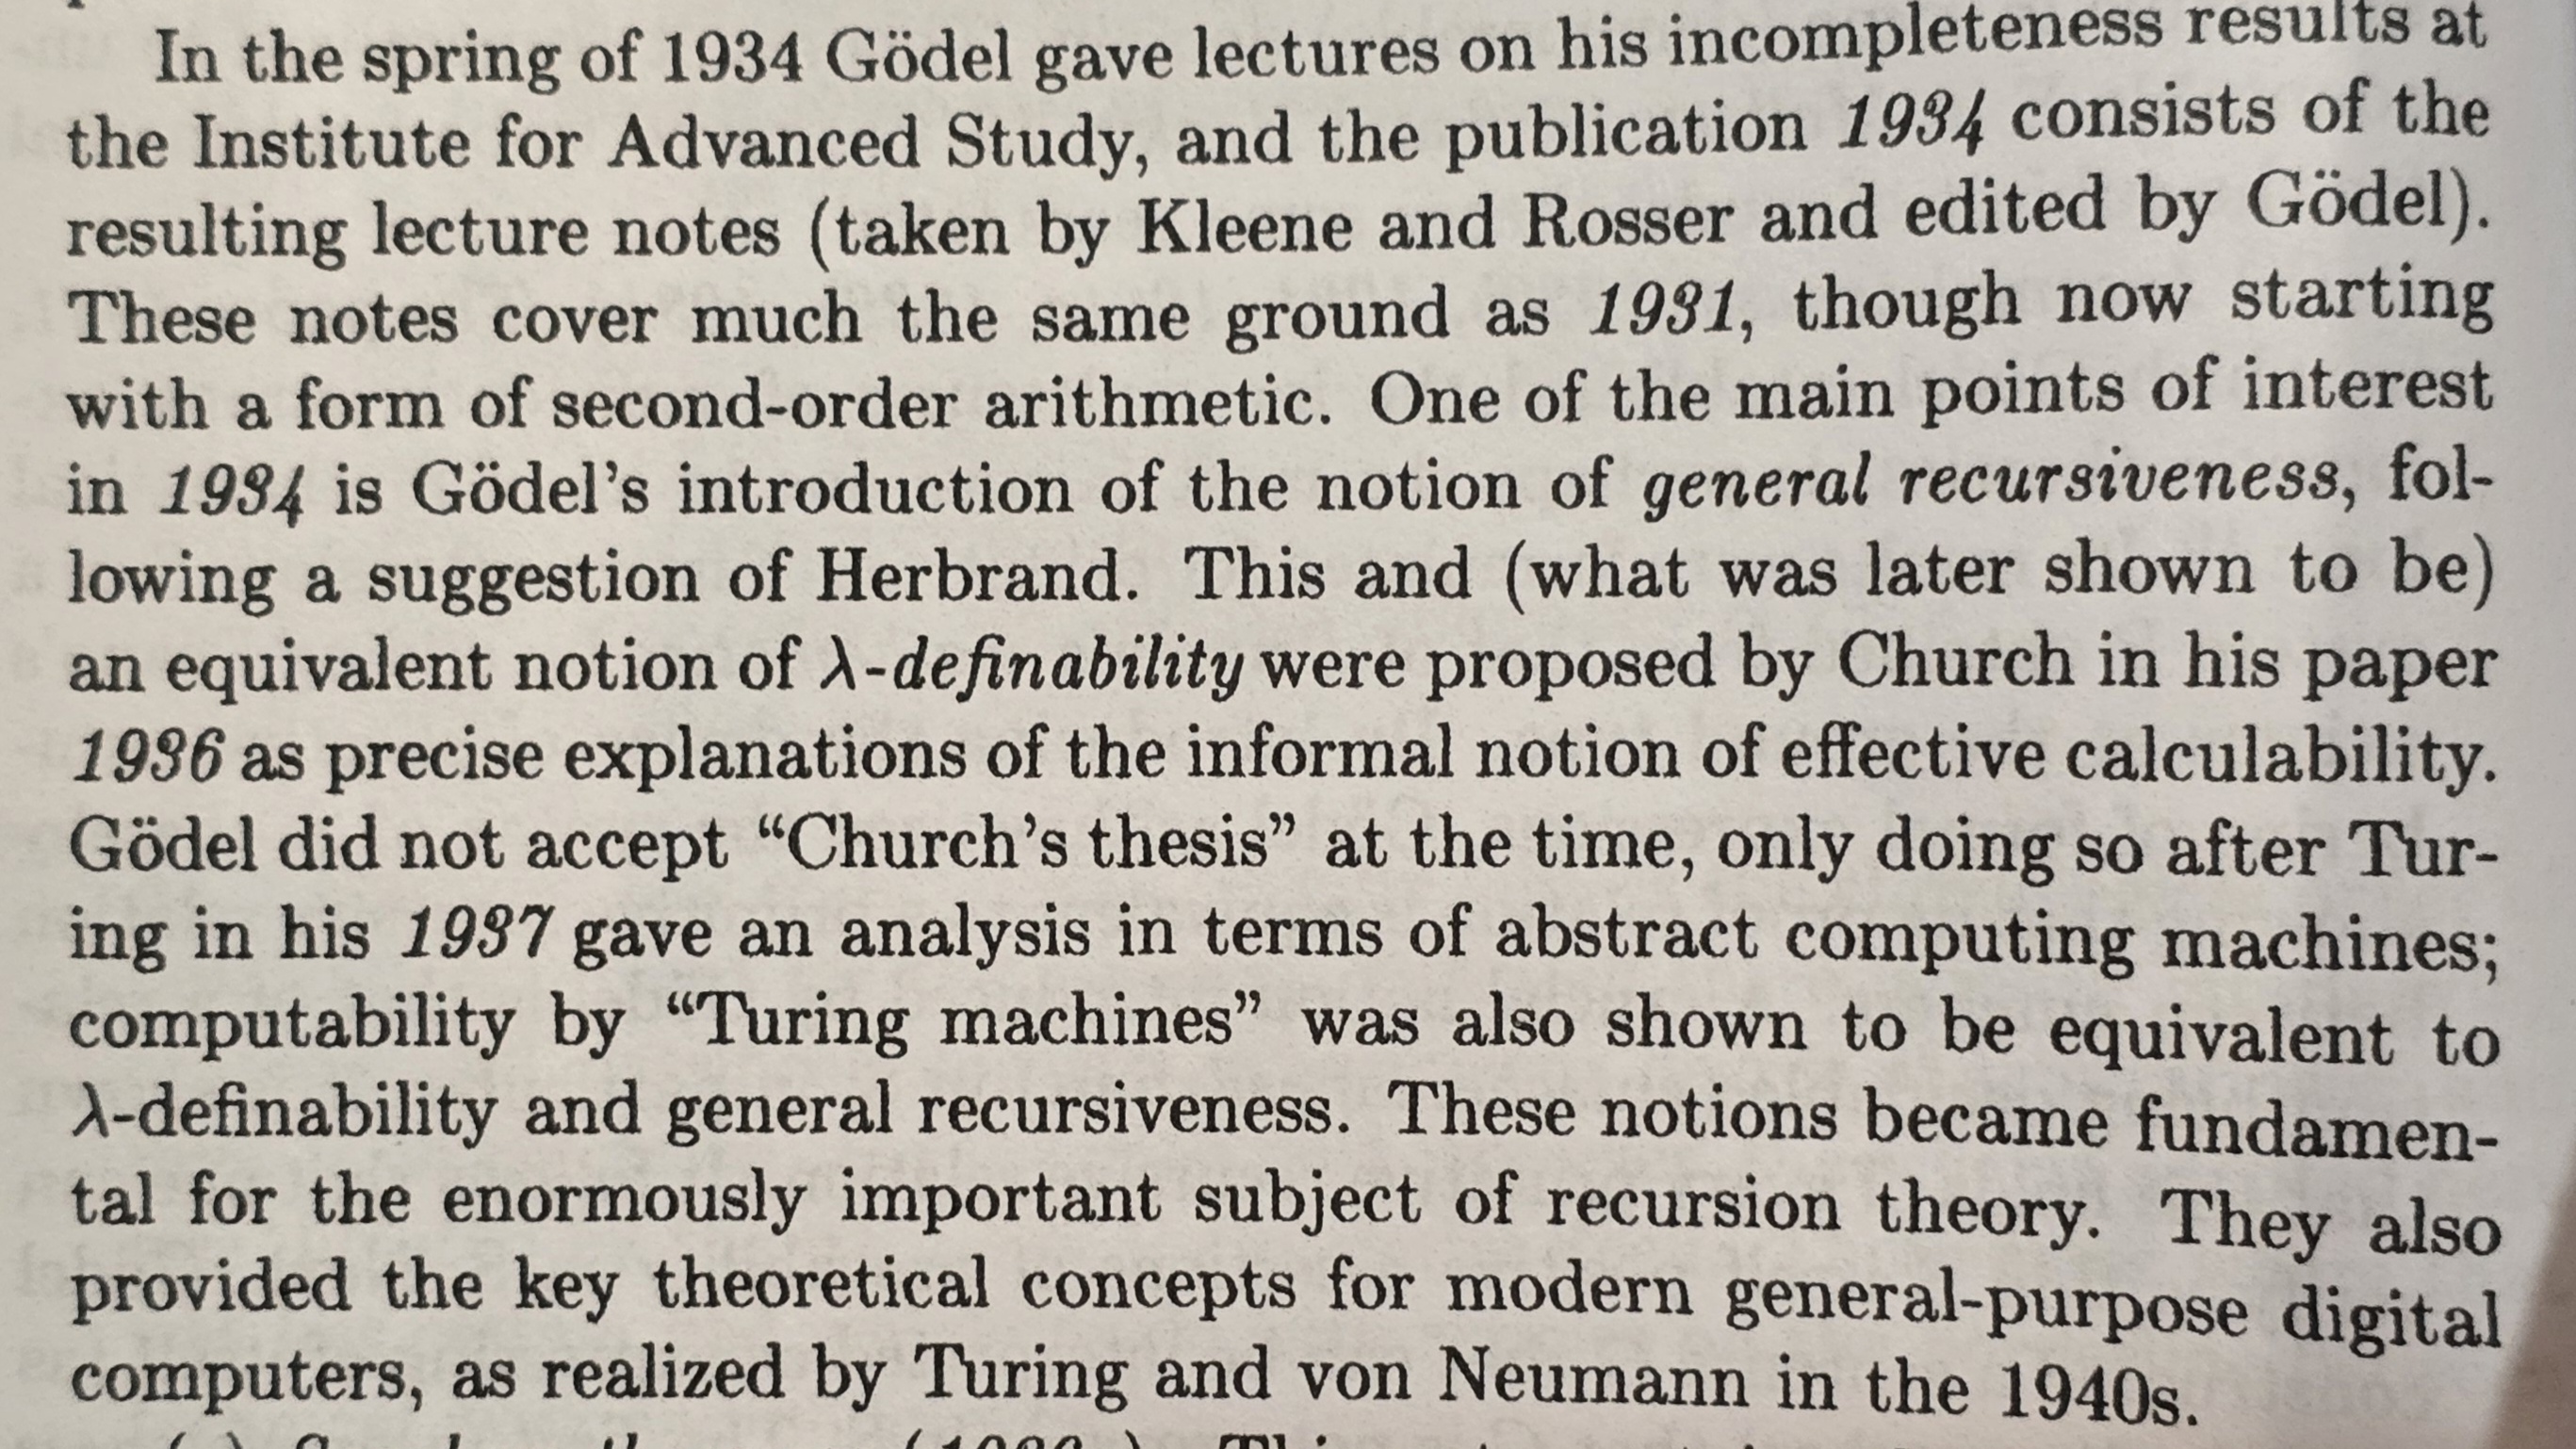 In the spring of 1934 Gödel gave lectures on his incompleteness results at
the Institute for Advanced Study, and the publication 1934 consists of the
resulting lecture notes (taken by Kleene and Rosser and edited by Gödel).
These notes cover much the same ground as 1931, though now starting
with a form of second-order arithmetic. One of the main points of interest
in 1934 is Gödel's introduction of the notion of general recursiveness, fol-
lowing a suggestion of Herbrand. This and (what was later shown to be)
an equivalent notion of λ-definability were proposed by Church in his paper
1936 as precise explanations of the informal notion of effective calculability.
Gödel did not accept “Church's thesis” at the time, only doing so after Tur-
ing in his 1937 gave an analysis in terms of abstract computing machines;
computability by “Turing machines” was also shown to be equivalent to
λ-definability and general recursiveness. These notions became fundamen-
tal for the enormously important subject of recursion theory. They also
provided the key theoretical concepts for modern general-purpose digital
computers, as realized by Turing and von Neumann in the 1940s.